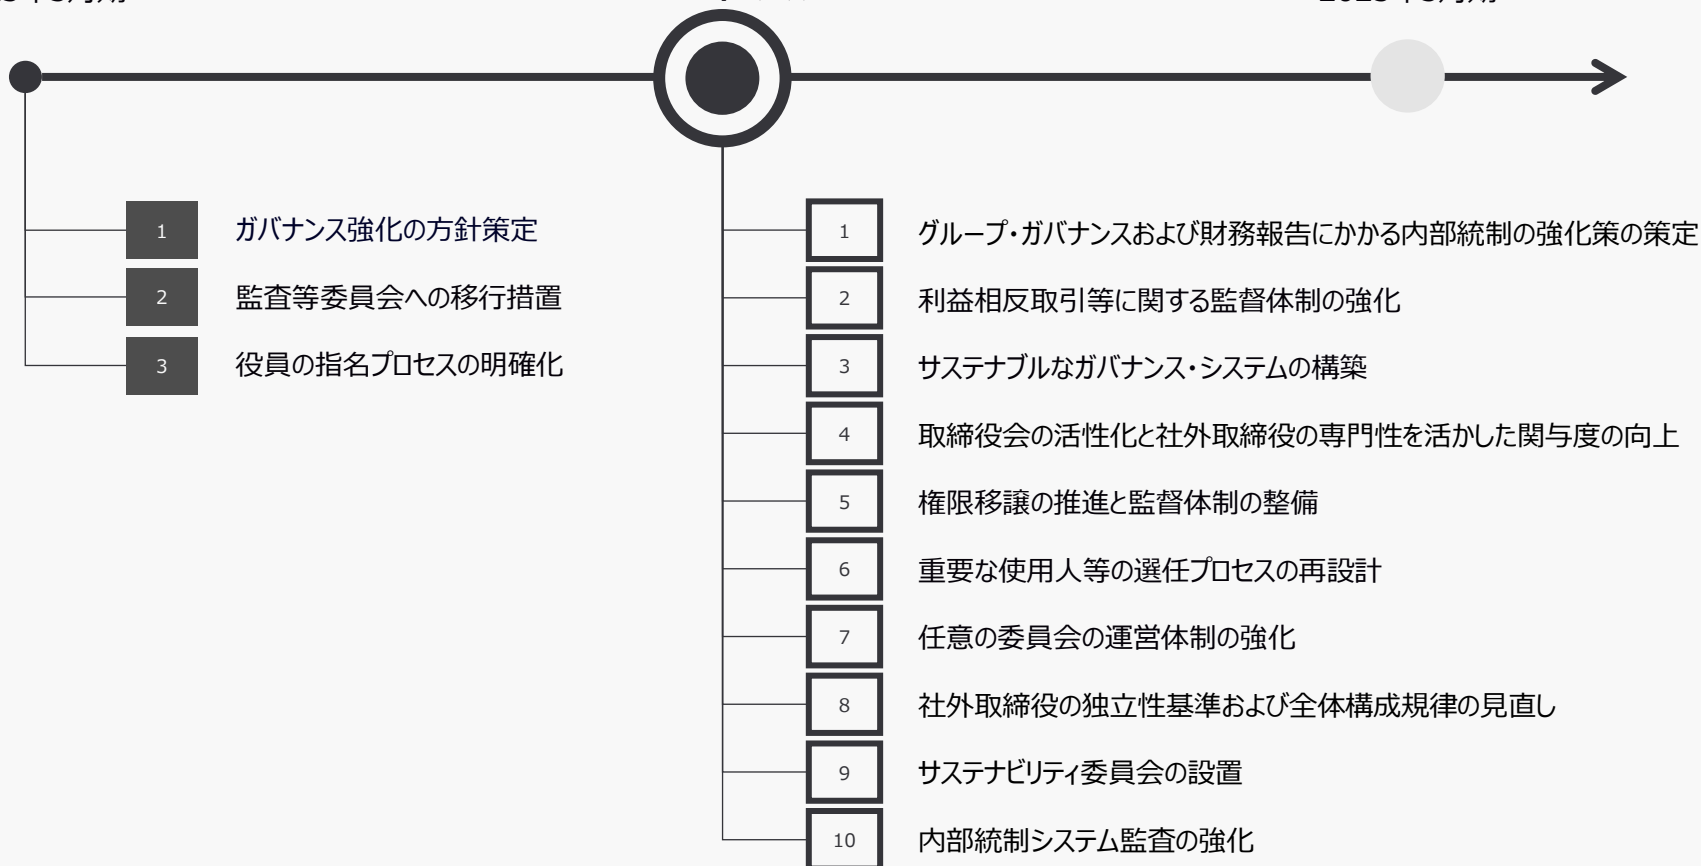 1 ガバナンス強化の方針策定
2 監査等委員会への移行措置
3 役員の指名プロセスの明確化
1 グループ・ガバナンスおよび財務報告にかかる内部統制の強化策の策定
2 利益相反取引等に関する監督体制の強化
3 サステナブルなガバナンス・システムの構築
4 取締役会の活性化と社外取締役の専門性を活かした関与度の向上
5 権限移譲の推進と監督体制の整備
6 重要な使用人等の選任プロセスの再設計
7 任意の委員会の運営体制の強化
8 社外取締役の独立性基準および全体構成規律の見直し
9 サステナビリティ委員会の設置
10 内部統制システム監査の強化